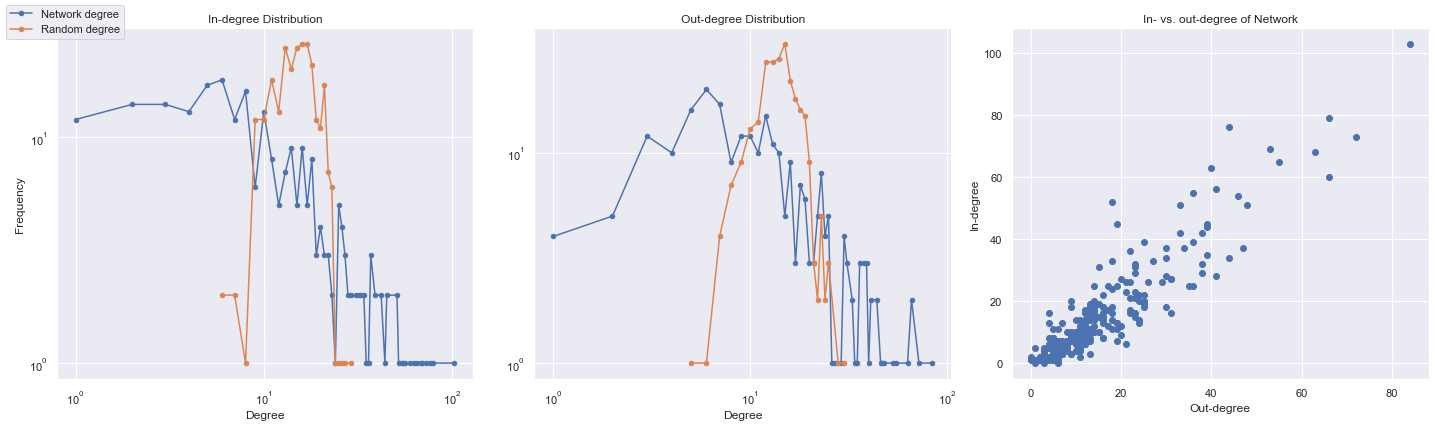 Network degree
Random degree
In-degree Distribution
Frequency
10¹
10⁰
10⁰
10¹
10²
Degree
Out-degree Distribution
10¹
10⁰
10⁰
10¹
10²
Degree
In- vs. out-degree of Network
In-degree
100
80
60
40
20
0
0
20
40
60
80
Out-degree